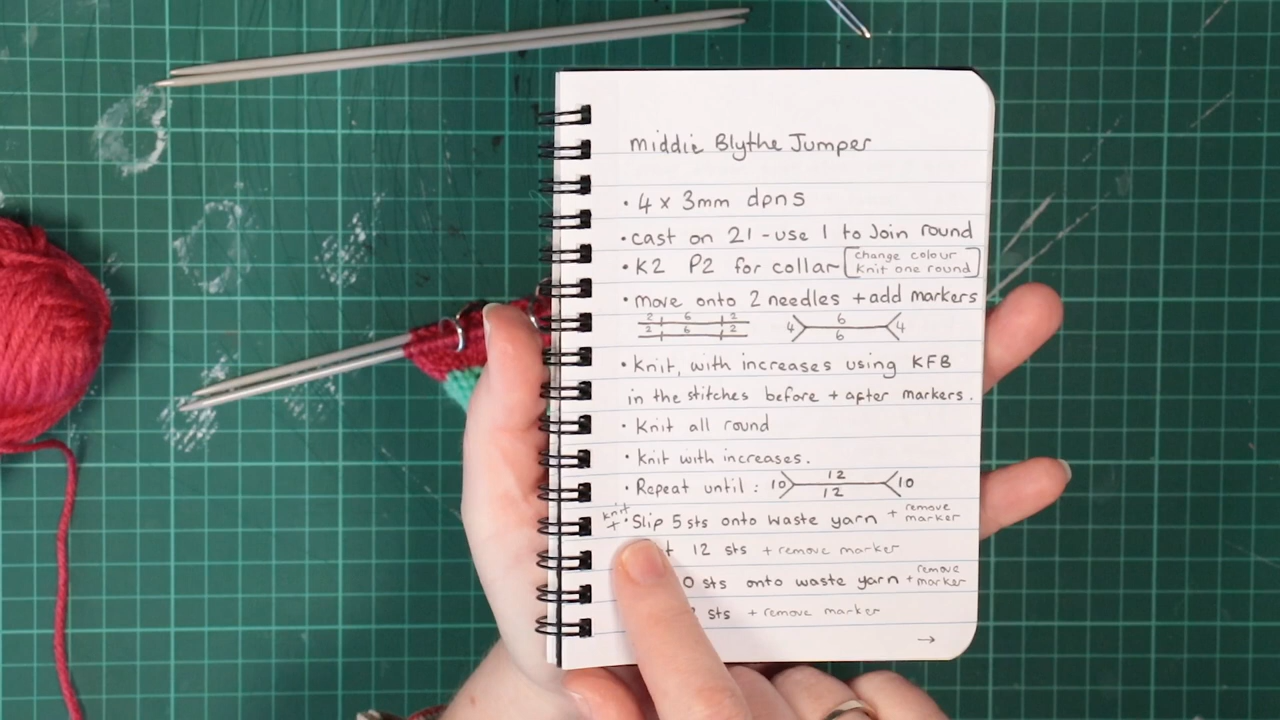 middie Blythe Jumper
• 4 x 3mm dpns
• cast on 21 - use 1 to Join round
• K2 P2 for collar [change colour
knit one round]
• move onto 2 needles + add markers
2 6 2
2 6 2
6
4 4
6
• Knit, with increases using KFB
in the stitches before + after markers.
• Knit all round
• Knit with increases.
• Repeat until : 10 12 10
12
knit + • Slip 5 sts onto waste yarn + remove marker
12 sts + remove marker
sts onto waste yarn + remove marker
sts + remove marker
→